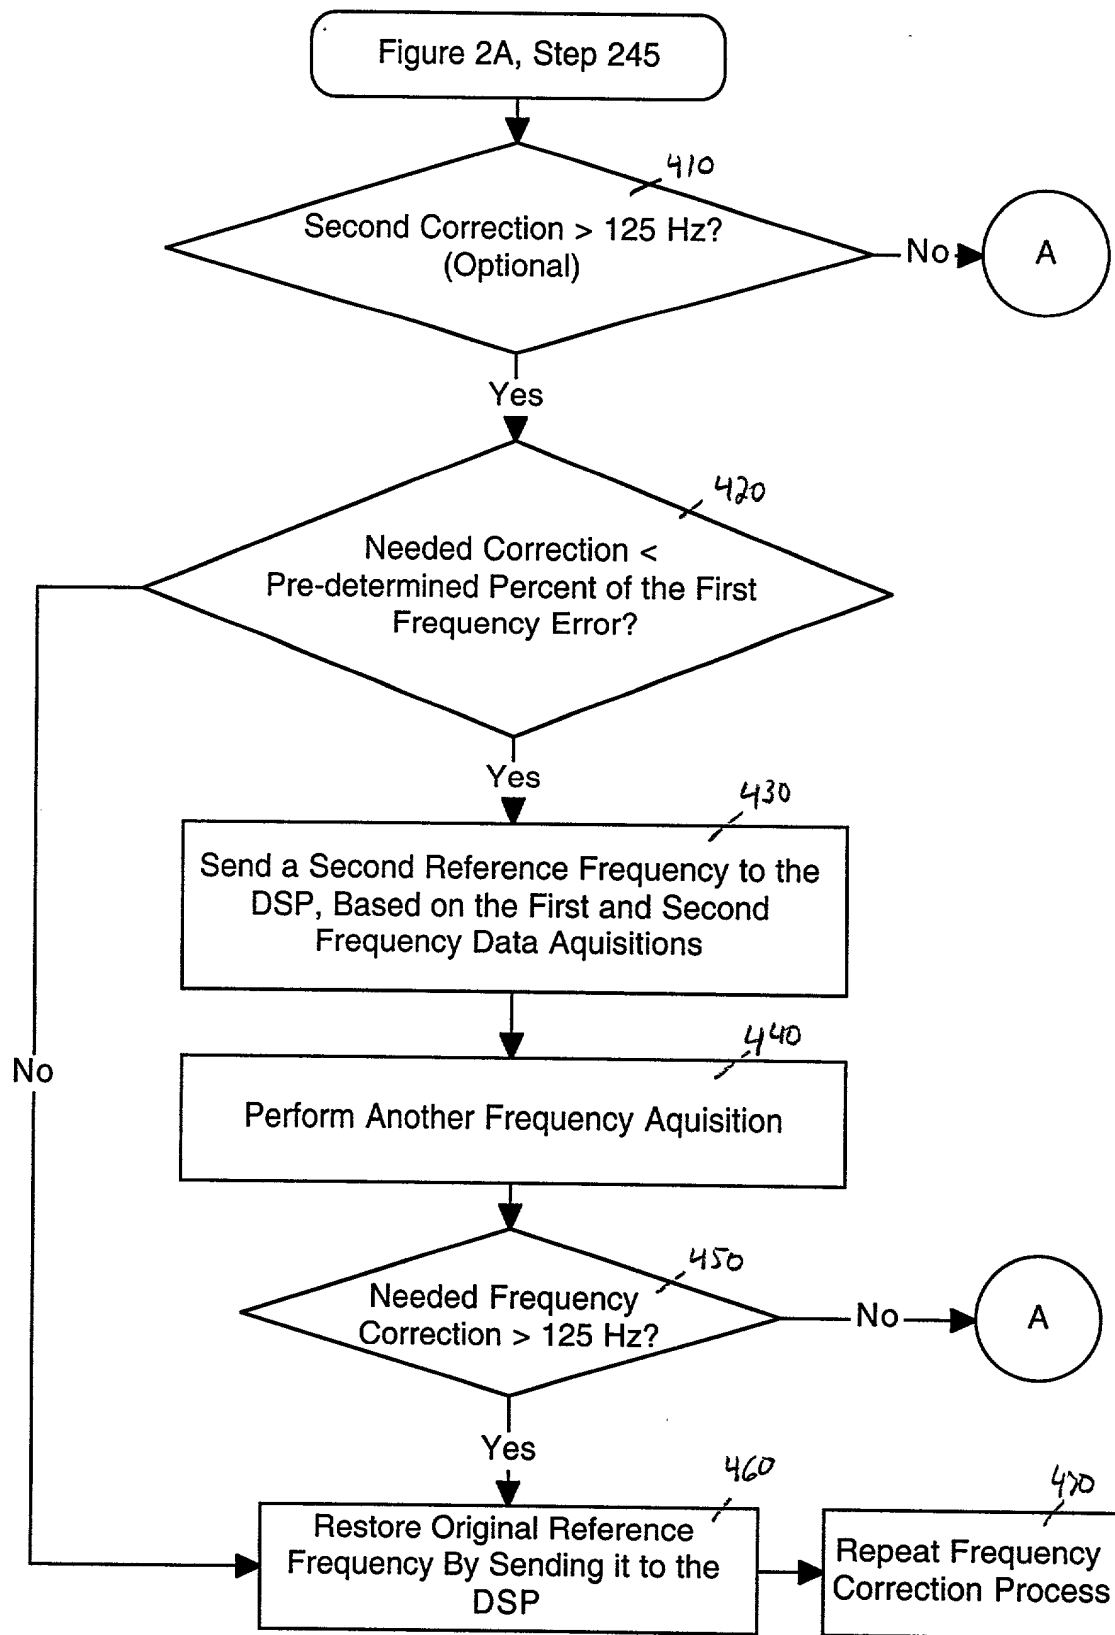 Figure 2A, Step 245
410
Second Correction > 125 Hz?
(Optional)
No
A
Yes
420
Needed Correction <
Pre-determined Percent of the First
Frequency Error?
Yes
430
Send a Second Reference Frequency to the
DSP, Based on the First and Second
Frequency Data Aquisitions
440
No
Perform Another Frequency Aquisition
450
Needed Frequency
Correction > 125 Hz?
No
A
Yes
460
Restore Original Reference
Frequency By Sending it to the
DSP
470
Repeat Frequency
Correction Process